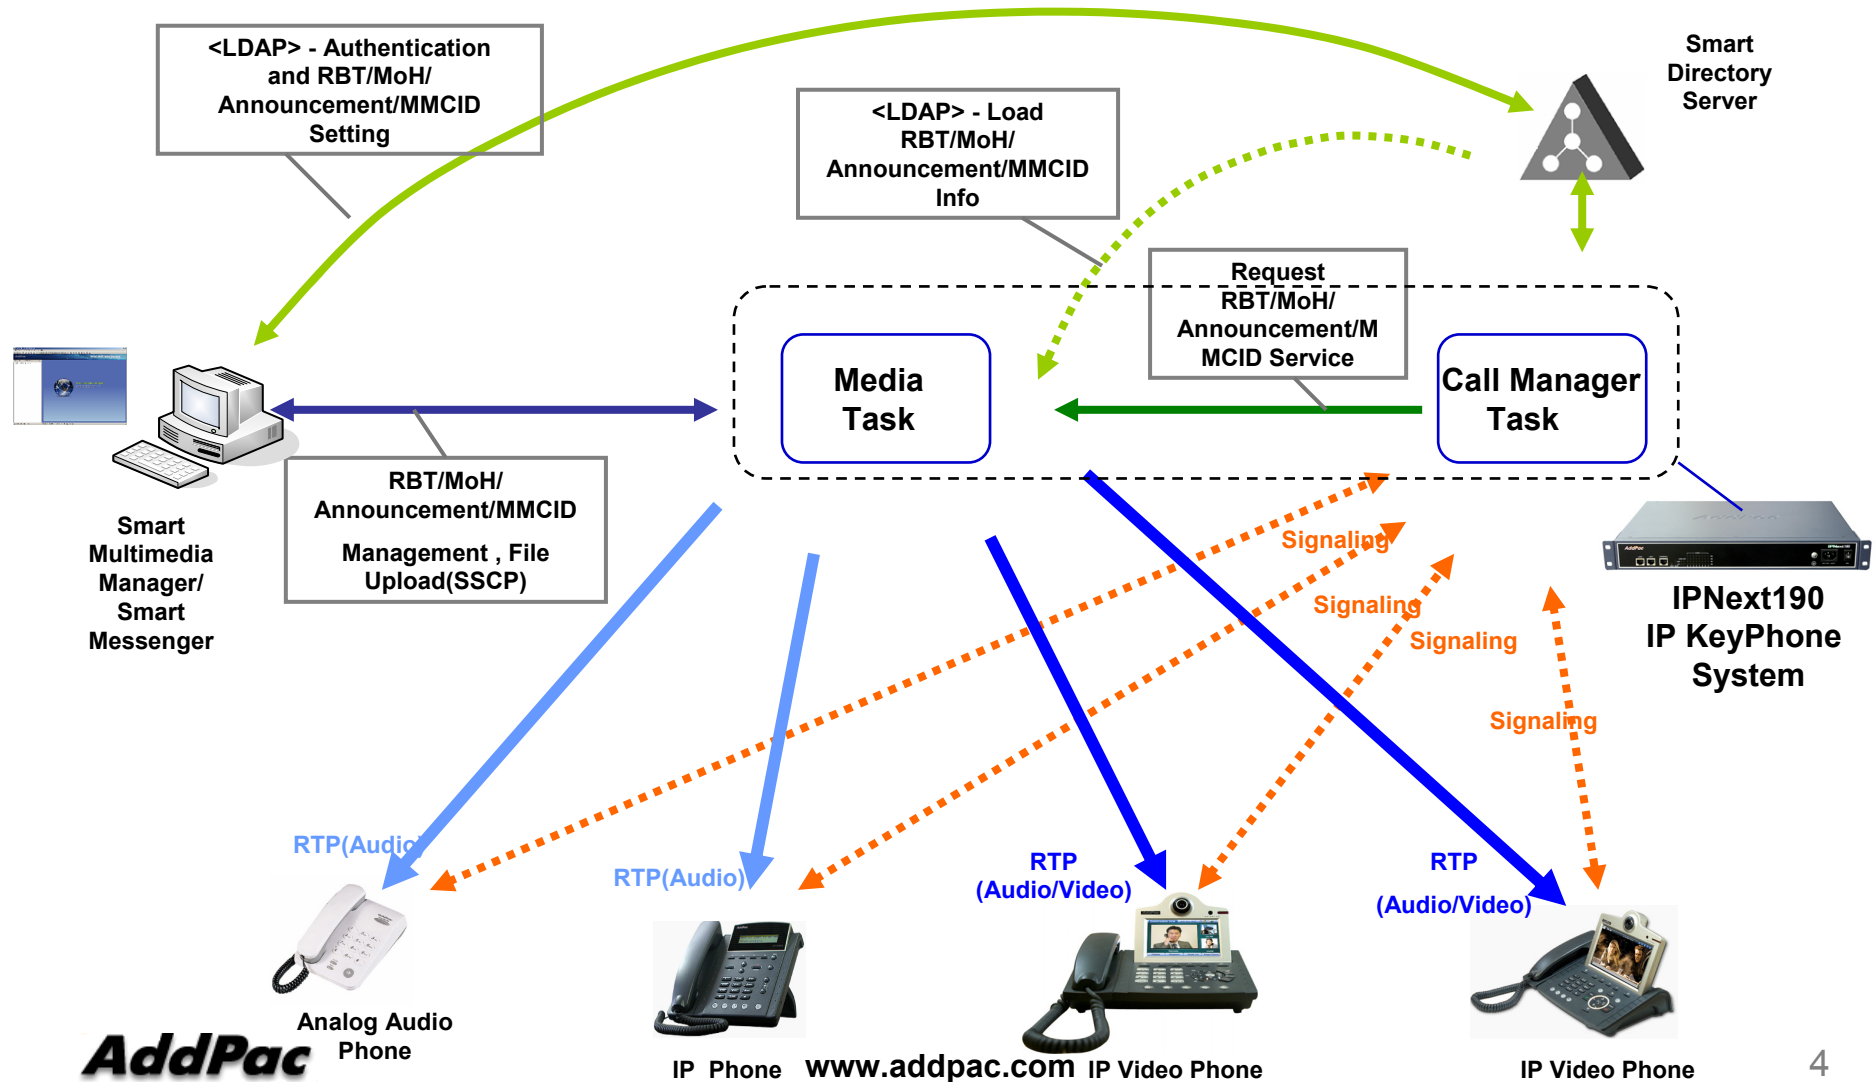 <LDAP> - Authentication
and RBT/MoH/
Announcement/MMCID
Setting
<LDAP> - Load
RBT/MoH/
Announcement/MMCID
Info
Smart
Directory
Server
Request
RBT/MoH/
Announcement/M
MCID Service
Media
Task
Call Manager
Task
RBT/MoH/
Announcement/MMCID
Management , File
Upload(SSCP)
Smart
Multimedia
Manager/
Smart
Messenger
Signaling
Signaling
Signaling
Signaling
AddPac
IPNext190
IPNext190
IP KeyPhone
System
RTP(Audio)
RTP(Audio)
RTP
(Audio/Video)
RTP
(Audio/Video)
Analog Audio
Phone
IP Phone
IP Video Phone
IP Video Phone
AddPac
www.addpac.com
4